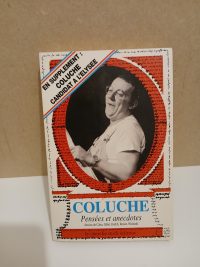 EN SUPPLEMENT :
COLUCHE
CANDIDAT A L'ELYSEE
COLUCHE
Pensées et anecdotes